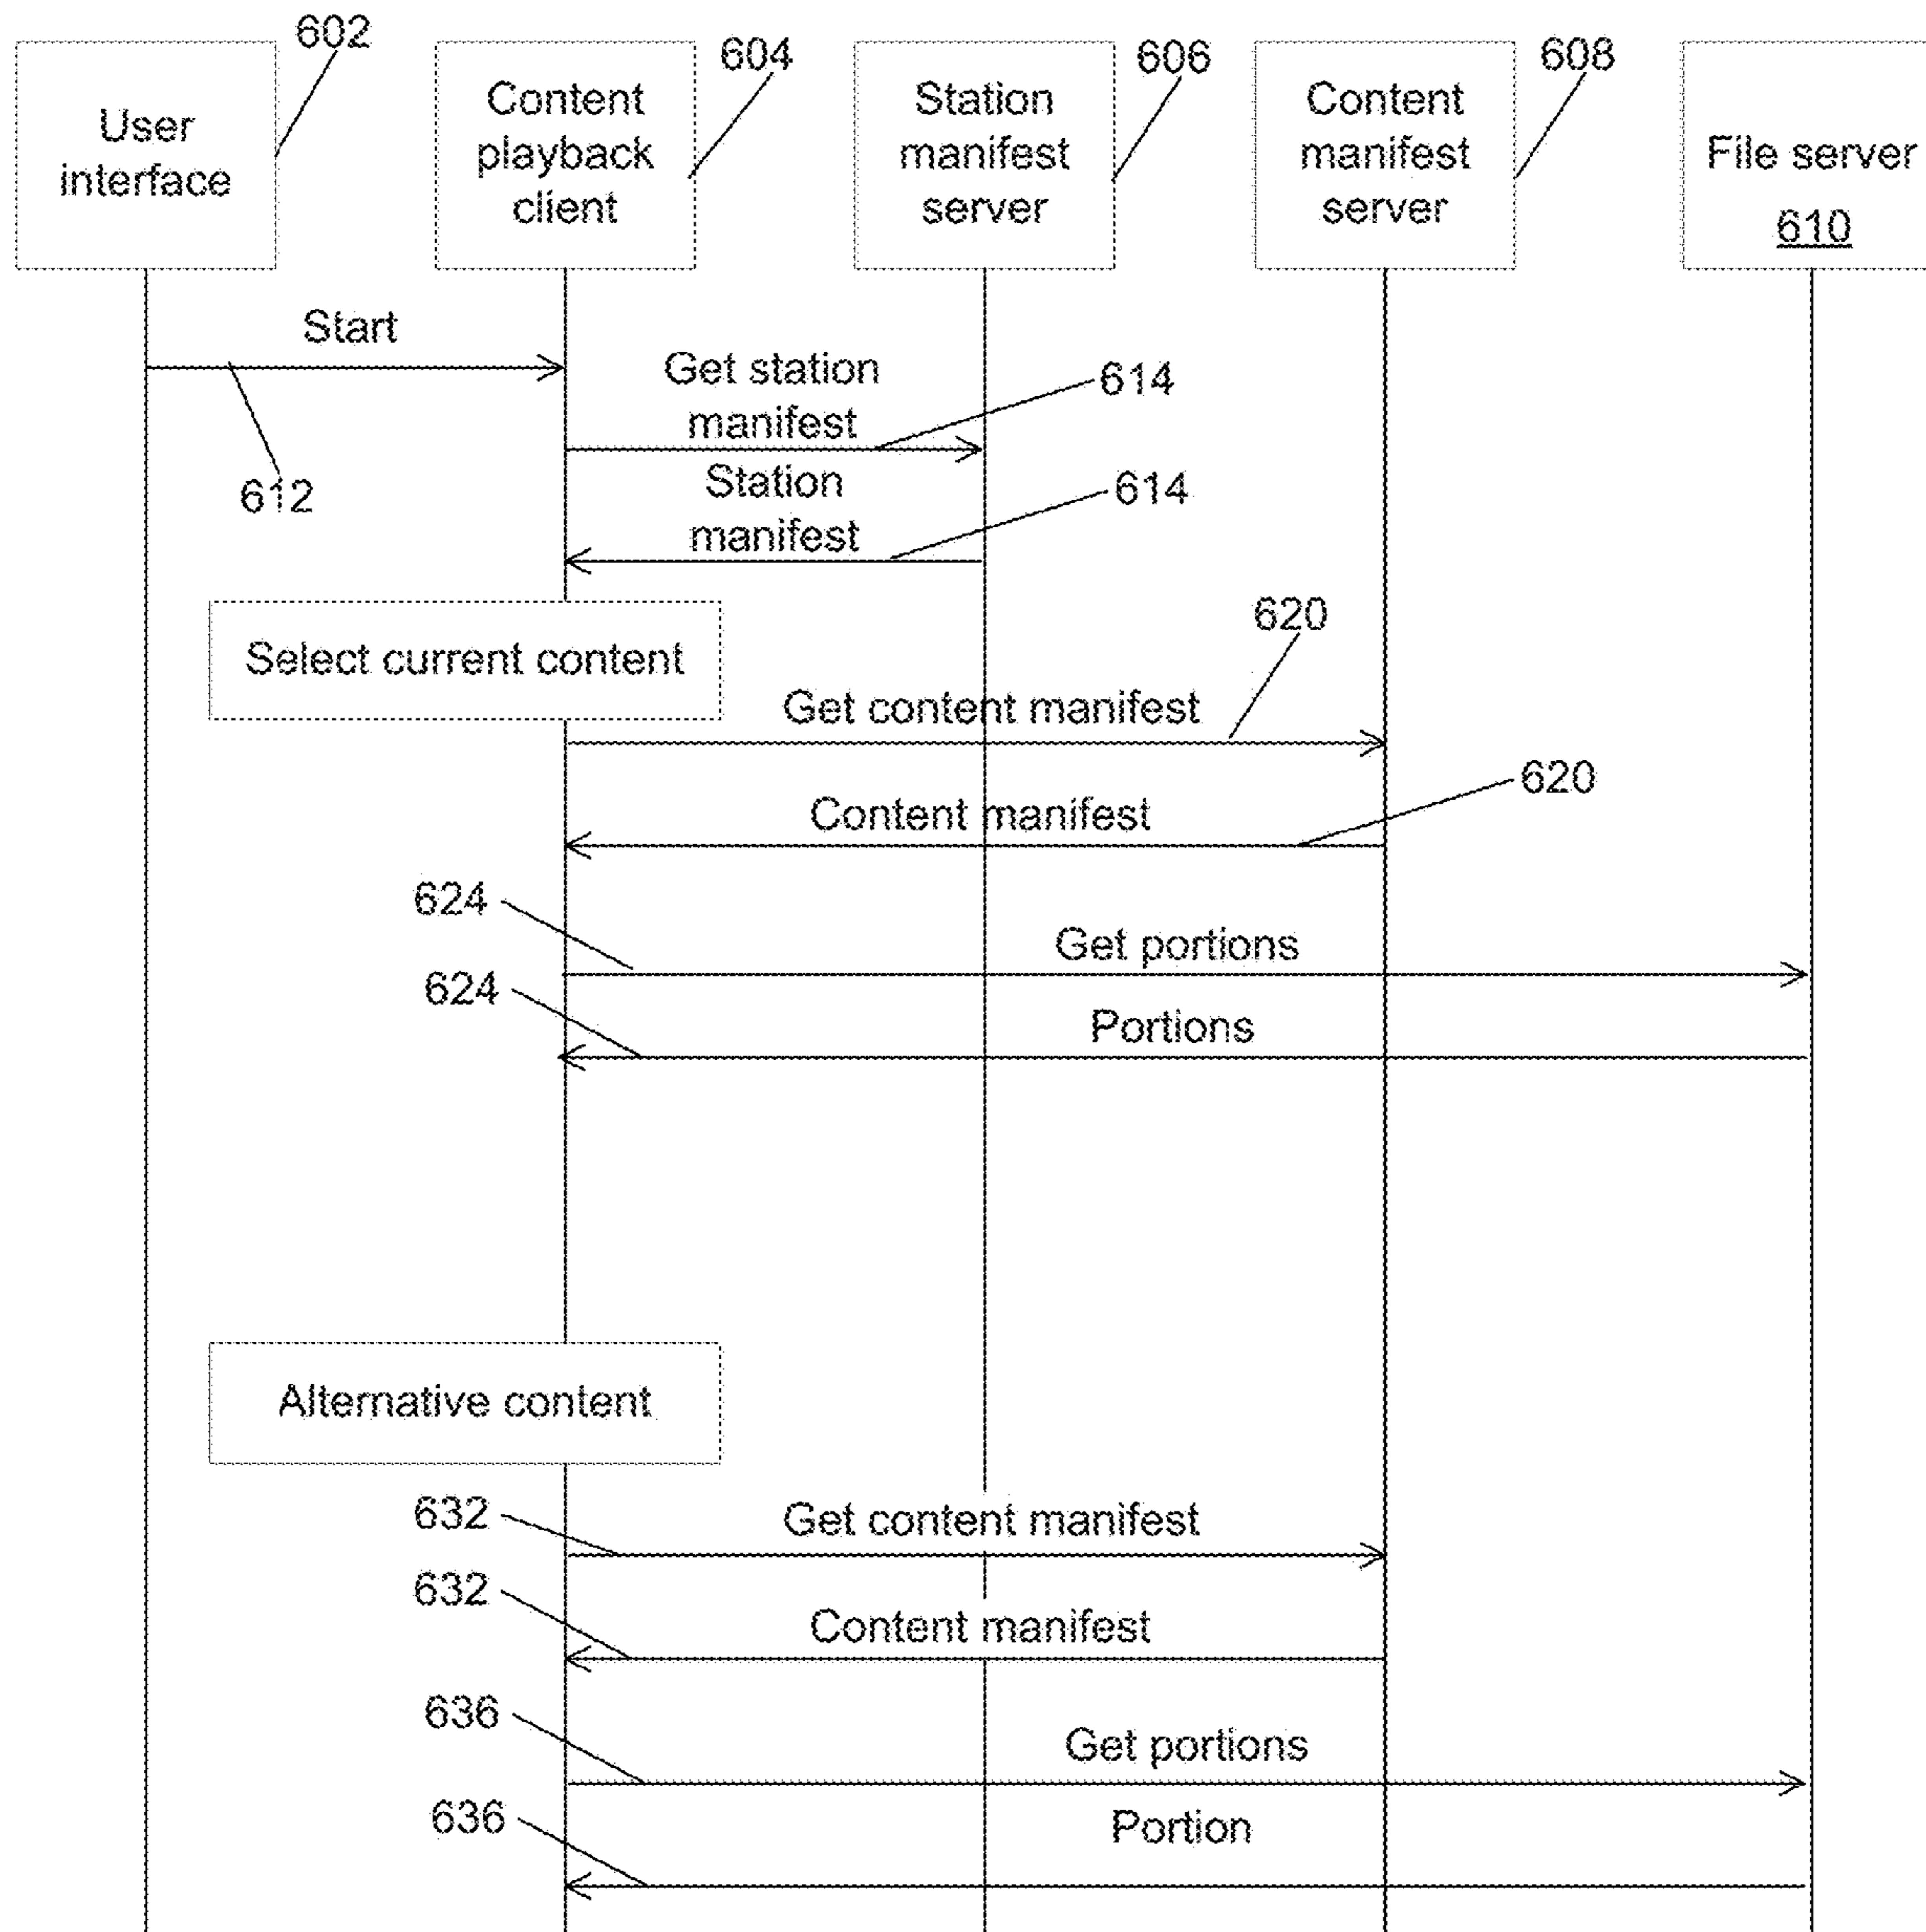 602
604
606
608
User
interface
Content
playback
client
Station
manifest
server
Content
manifest
server
File server
610
Start
Get station
manifest
614
612
Station
manifest
614
Select current content
620
Get content manifest
620
Content manifest
624
Get portions
624
Portions
Alternative content
632
Get content manifest
632
Content manifest
636
Get portions
636
Portion